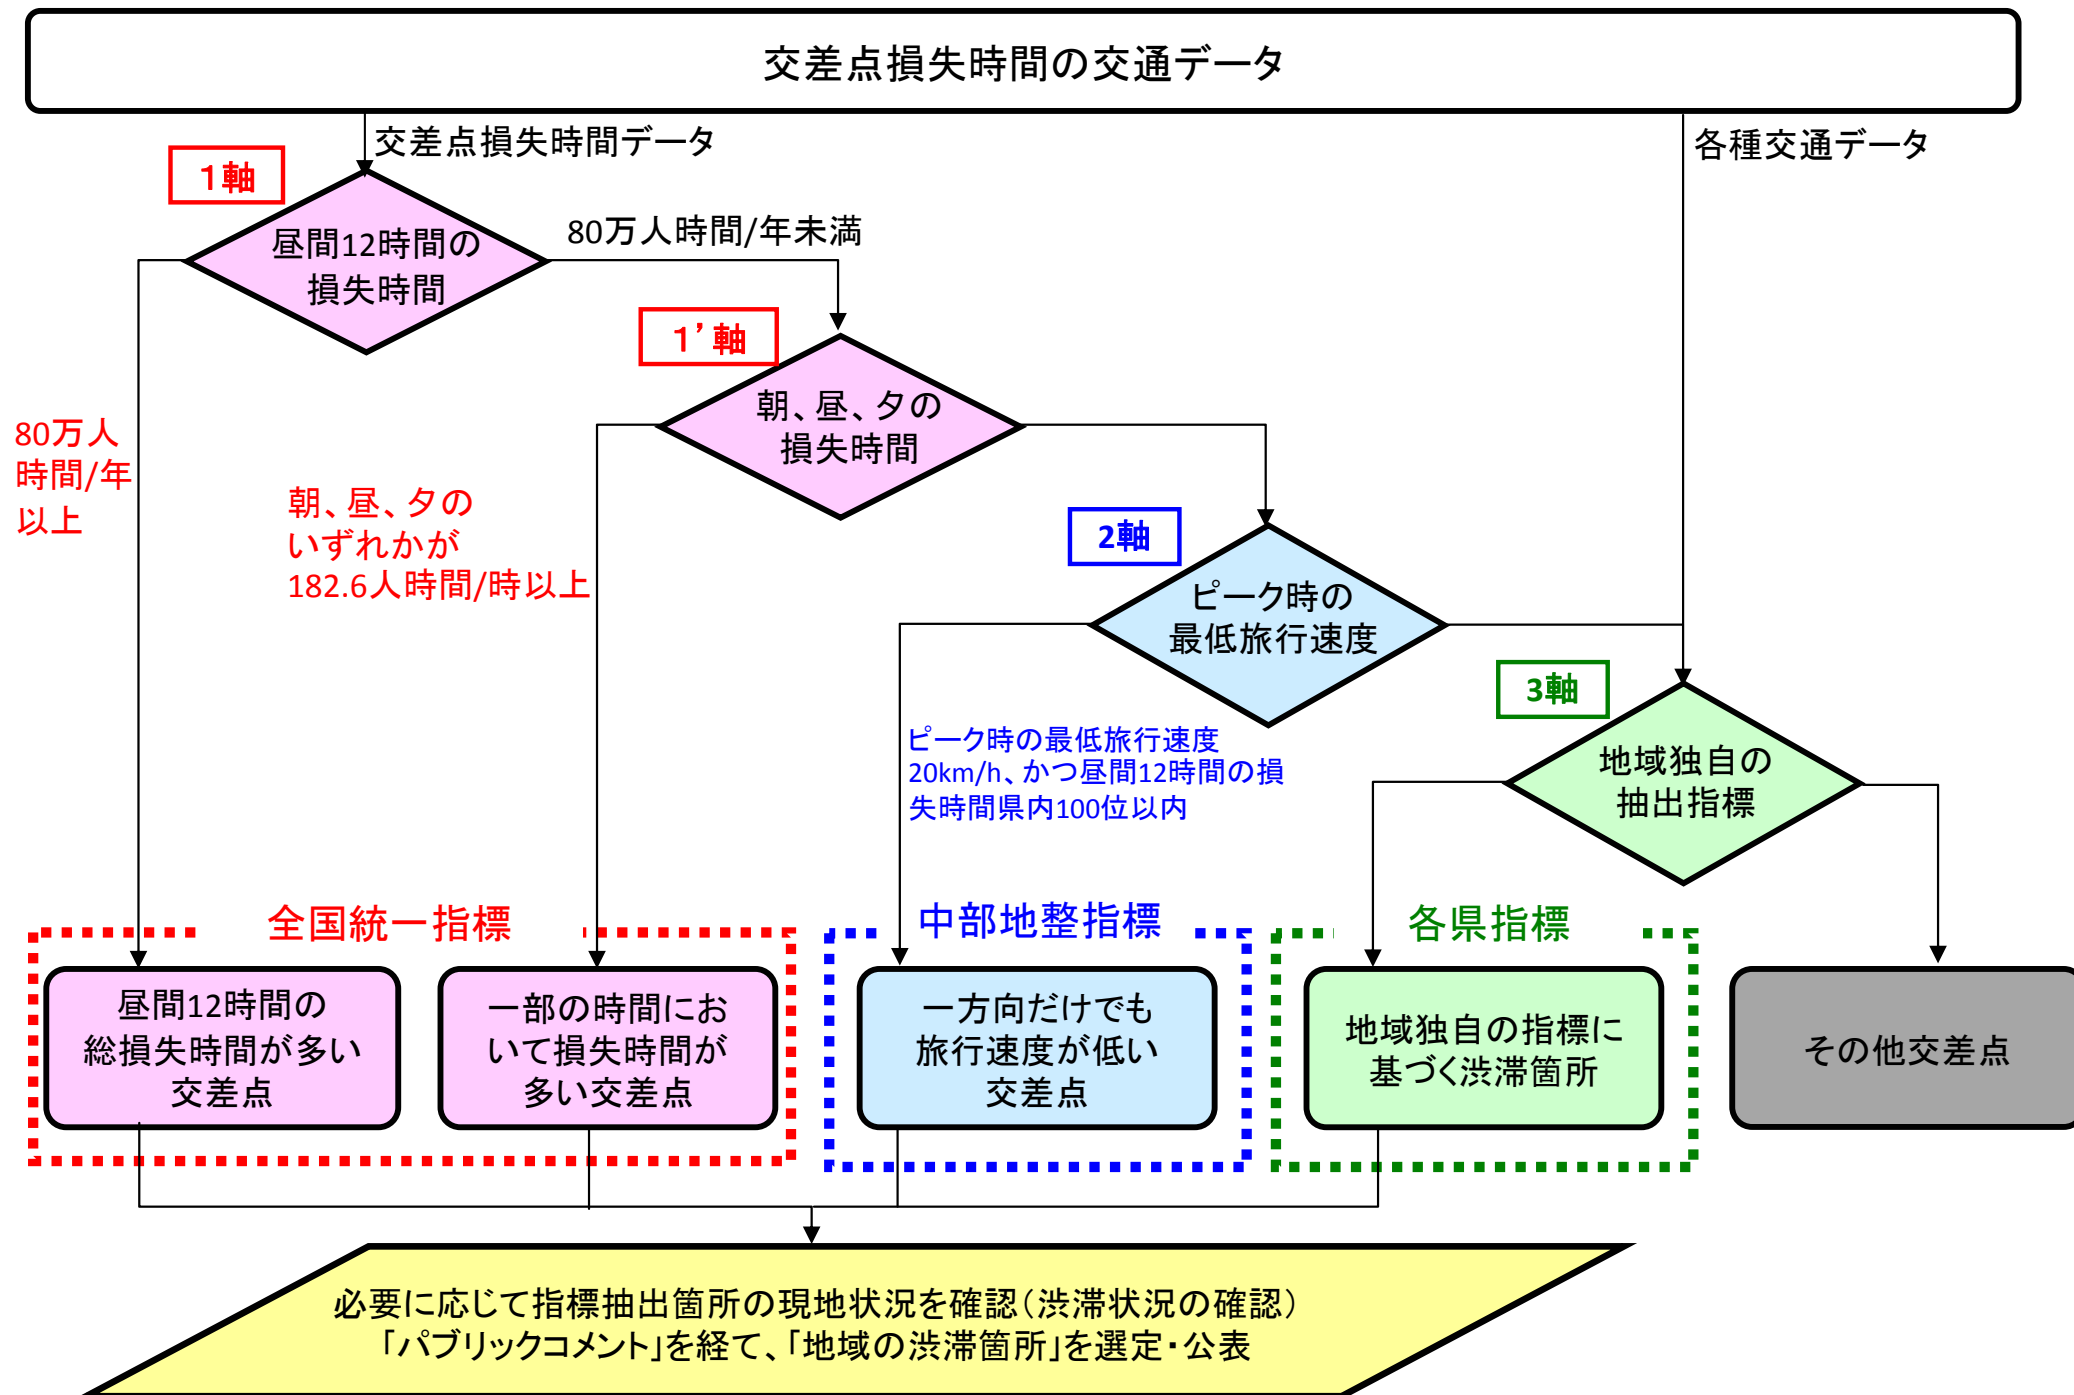 交差点損失時間の交通データ
交差点損失時間データ
各種交通データ
1軸
昼間12時間の
損失時間
80万人時間/年未満
1’軸
朝、昼、夕の
損失時間
80万人
時間/年
以上
朝、昼、夕の
いずれかが
182.6人時間/時以上
2軸
ピーク時の
最低旅行速度
3軸
地域独自の
抽出指標
ピーク時の最低旅行速度
20km/h、かつ昼間12時間の損
失時間県内100位以内
全国統一指標
中部地整指標
各県指標
昼間12時間の
総損失時間が多い
交差点
一部の時間にお
いて損失時間が
多い交差点
一方向だけでも
旅行速度が低い
交差点
地域独自の指標に
基づく渋滞箇所
その他交差点
必要に応じて指標抽出箇所の現地状況を確認(渋滞状況の確認)
「パブリックコメント」を経て、「地域の渋滞箇所」を選定・公表